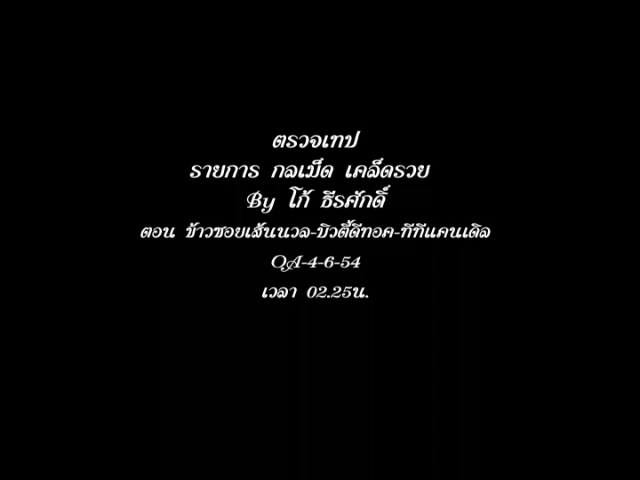 ตรวจเทป
รายการ กลเม็ด เคล็ดรวย
By โก้ ธีรศักดิ์
ตอน ข้าวซอยเส้นนวล-บิวตี้ดีทอค-ทีทีแคนเดิล
OA-4-6-54
เวลา 02.25น.